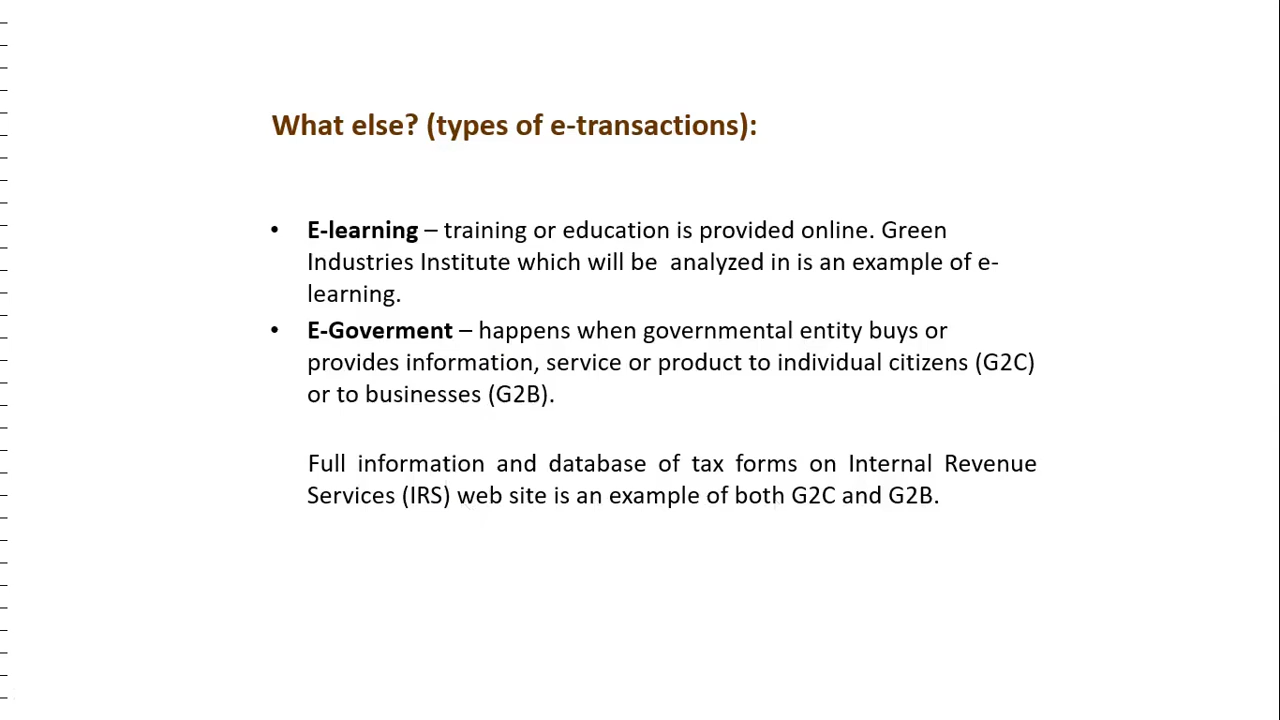 What else? (types of e-transactions):
• E-learning – training or education is provided online. Green
Industries Institute which will be analyzed in is an example of e-
learning.
• E-Goverment – happens when governmental entity buys or
provides information, service or product to individual citizens (G2C)
or to businesses (G2B).
Full information and database of tax forms on Internal Revenue
Services (IRS) web site is an example of both G2C and G2B.